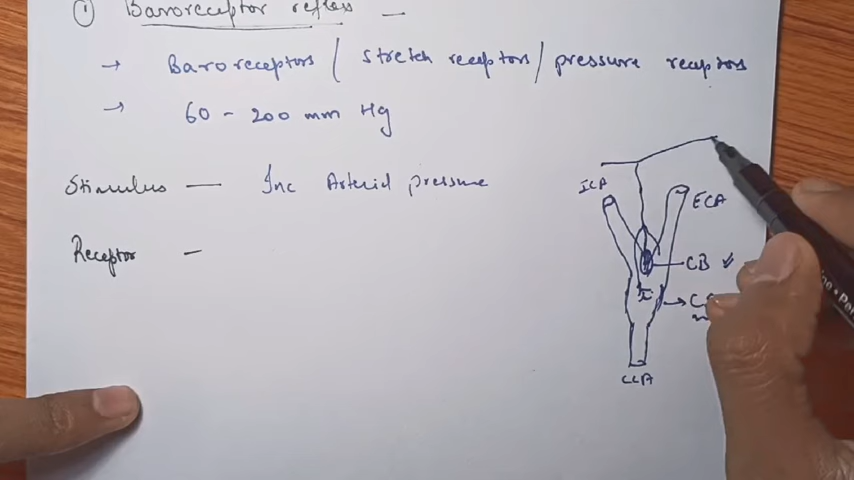 ① Baroreceptor reflex —
→ Baroreceptors / stretch receptors / pressure receptors
→ 60 - 200 mm Hg
Stimulus — Inc Arterial pressure
Receptor —
ICA
ECA
CB ✓
CCA